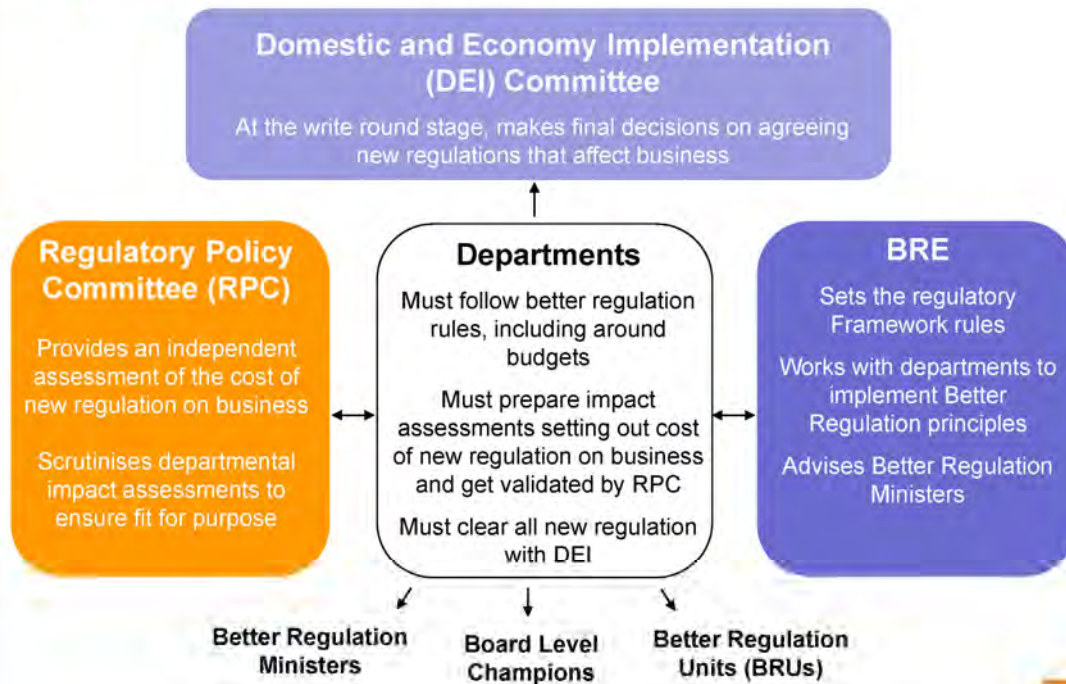 Domestic and Economy Implementation
(DEI) Committee
At the write round stage, makes final decisions on agreeing
new regulations that affect business
Regulatory Policy
Committee (RPC)
Provides an independent
assessment of the cost of
new regulation on business
Scrutinises departmental
impact assessments to
ensure fit for purpose
Departments
Must follow better regulation
rules, including around
budgets
Must prepare impact
assessments setting out cost
of new regulation on business
and get validated by RPC
Must clear all new regulation
with DEI
BRE
Sets the regulatory
Framework rules
Works with departments to
implement Better
Regulation principles
Advises Better Regulation
Ministers
Better Regulation
Ministers
Board Level
Champions
Better Regulation
Units (BRUs)